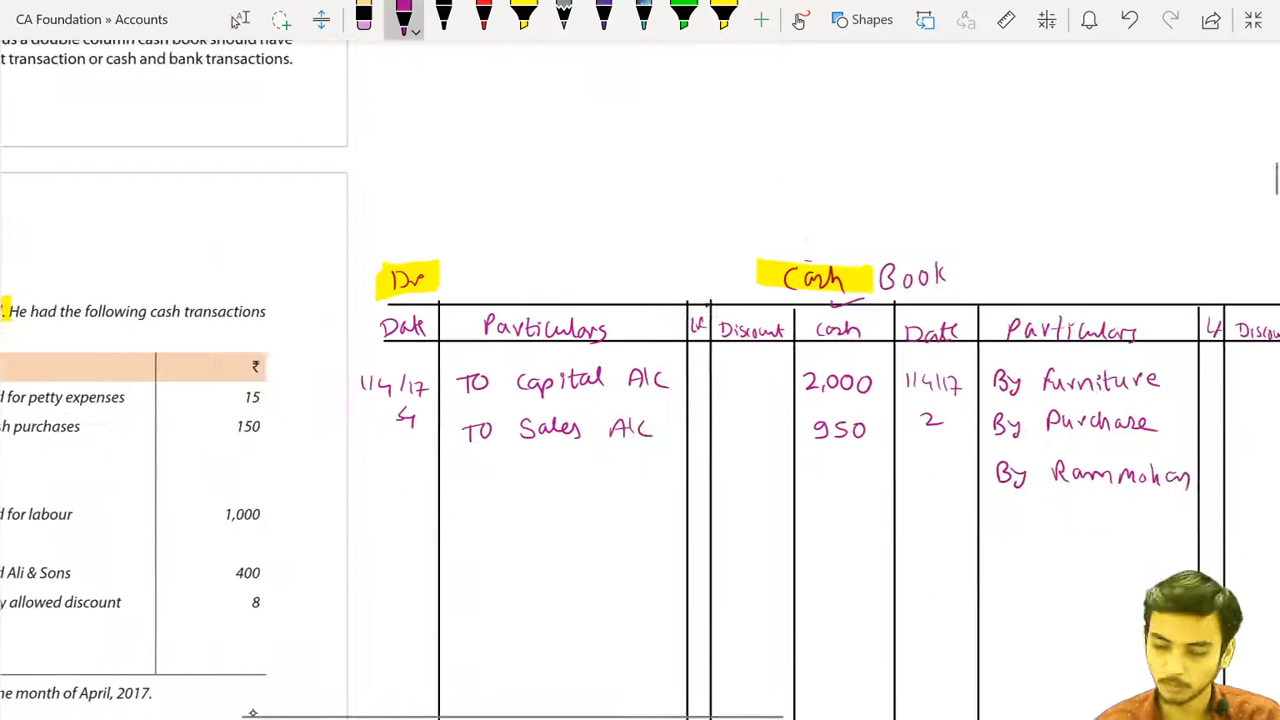 CA Foundation » Accounts
Shapes
us a double column cash book should have
t transaction or cash and bank transactions.
. He had the following cash transactions
₹
d for petty expenses 15
sh purchases 150
d for labour 1,000
d Ali & Sons 400
y allowed discount 8
he month of April, 2017.
Dr Cash Book
Date Particulars Discount Cash Date Particulars Discou
1/4/17 TO Capital A/C 2,000 1/4/17 By furniture
4 TO Sales A/C 950 2 By Purchase
By Rammohan